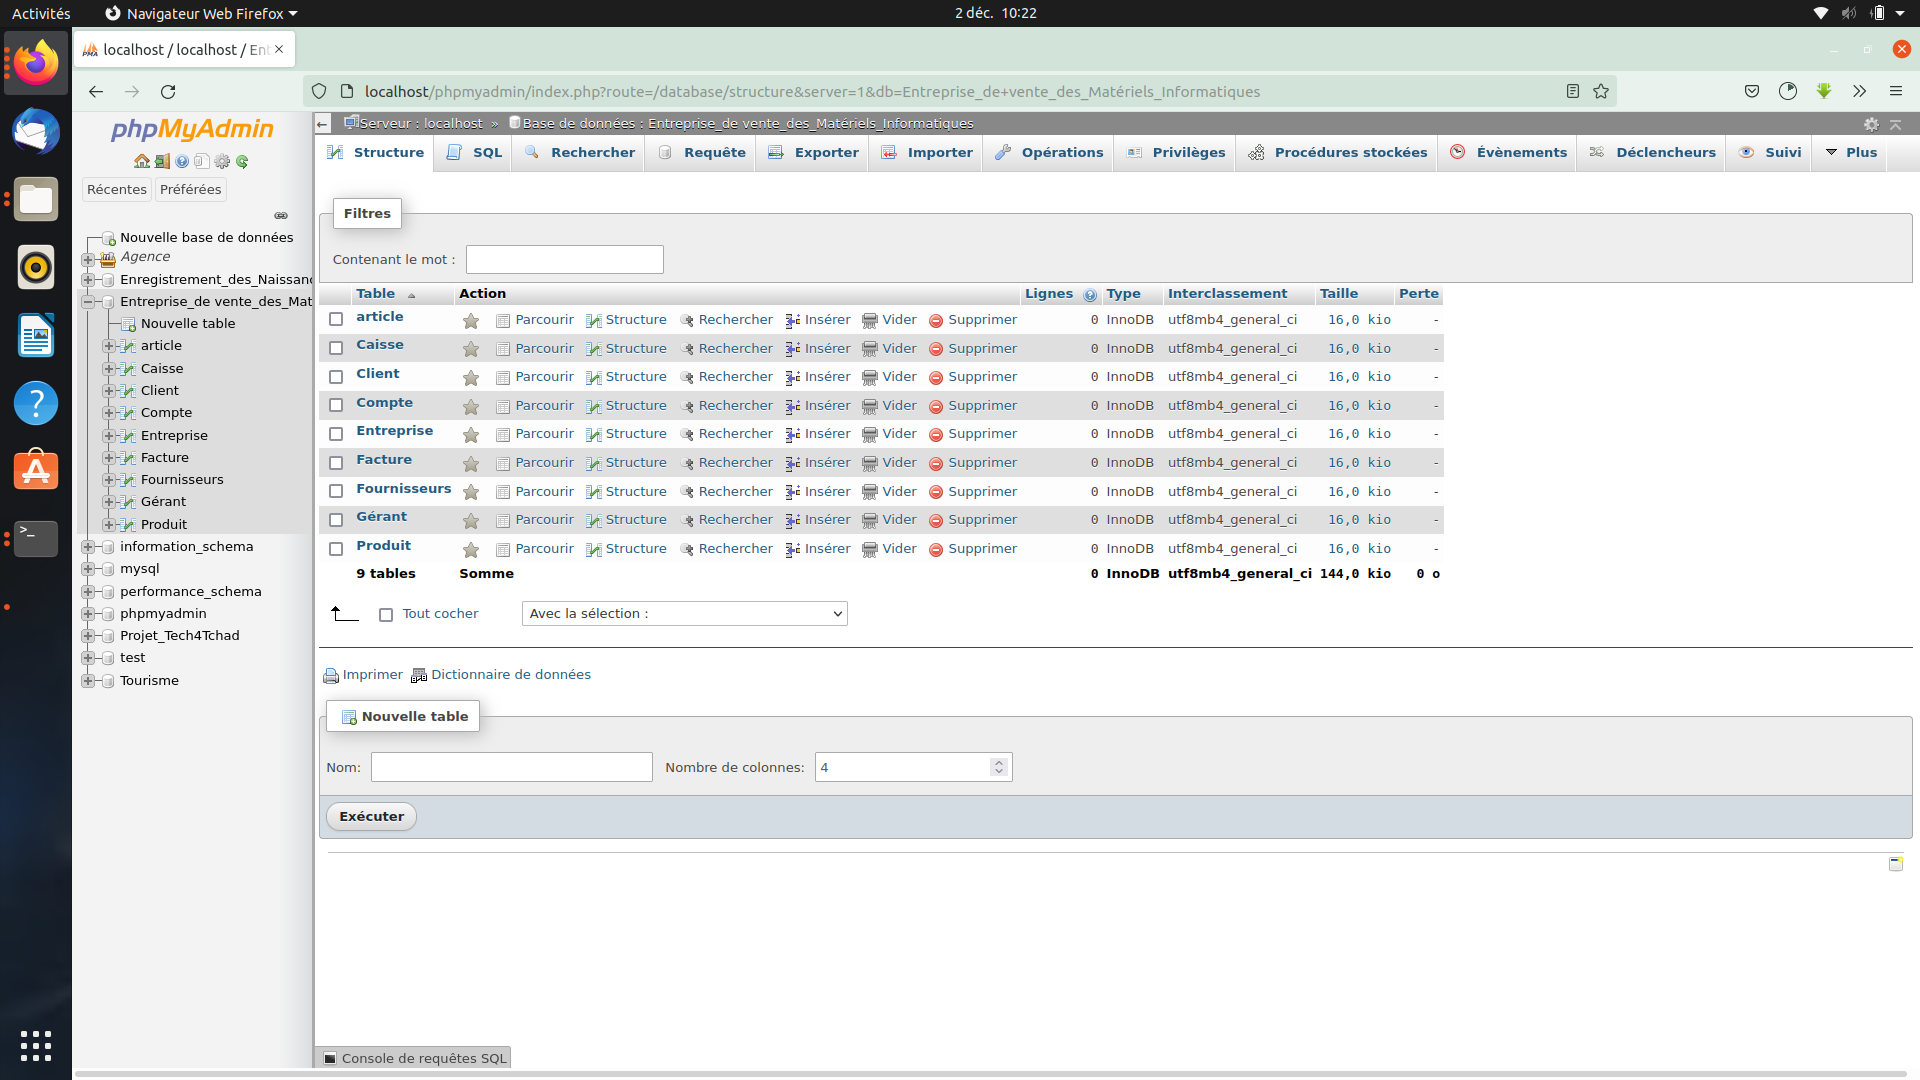 Activités
Navigateur Web Firefox
2 déc. 10:22
localhost / localhost / Ent
localhost/phpmyadmin/index.php?route=/database/structure&server=1&db=Entreprise_de+vente_des_Matériels_Informatiques
phpMyAdmin
Récentes
Préférées
Nouvelle base de données
Agence
Enregistrement_des_Naissanc
Entreprise_de vente_des_Mat
Nouvelle table
article
Caisse
Client
Compte
Entreprise
Facture
Fournisseurs
Gérant
Produit
information_schema
mysql
performance_schema
phpmyadmin
Projet_Tech4Tchad
test
Tourisme
Serveur : localhost » Base de données : Entreprise_de vente_des_Matériels_Informatiques
Structure SQL Rechercher Requête Exporter Importer Opérations Privilèges Procédures stockées Évènements Déclencheurs Suivi Plus
Filtres
Contenant le mot :
Table Action Lignes Type Interclassement Taille Perte
article Parcourir Structure Rechercher Insérer Vider Supprimer 0 InnoDB utf8mb4_general_ci 16,0 kio -
Caisse Parcourir Structure Rechercher Insérer Vider Supprimer 0 InnoDB utf8mb4_general_ci 16,0 kio -
Client Parcourir Structure Rechercher Insérer Vider Supprimer 0 InnoDB utf8mb4_general_ci 16,0 kio -
Compte Parcourir Structure Rechercher Insérer Vider Supprimer 0 InnoDB utf8mb4_general_ci 16,0 kio -
Entreprise Parcourir Structure Rechercher Insérer Vider Supprimer 0 InnoDB utf8mb4_general_ci 16,0 kio -
Facture Parcourir Structure Rechercher Insérer Vider Supprimer 0 InnoDB utf8mb4_general_ci 16,0 kio -
Fournisseurs Parcourir Structure Rechercher Insérer Vider Supprimer 0 InnoDB utf8mb4_general_ci 16,0 kio -
Gérant Parcourir Structure Rechercher Insérer Vider Supprimer 0 InnoDB utf8mb4_general_ci 16,0 kio -
Produit Parcourir Structure Rechercher Insérer Vider Supprimer 0 InnoDB utf8mb4_general_ci 16,0 kio -
9 tables Somme 0 InnoDB utf8mb4_general_ci 144,0 kio 0 o
Tout cocher
Avec la sélection :
Imprimer Dictionnaire de données
Nouvelle table
Nom:
Nombre de colonnes: 4
Exécuter
Console de requêtes SQL